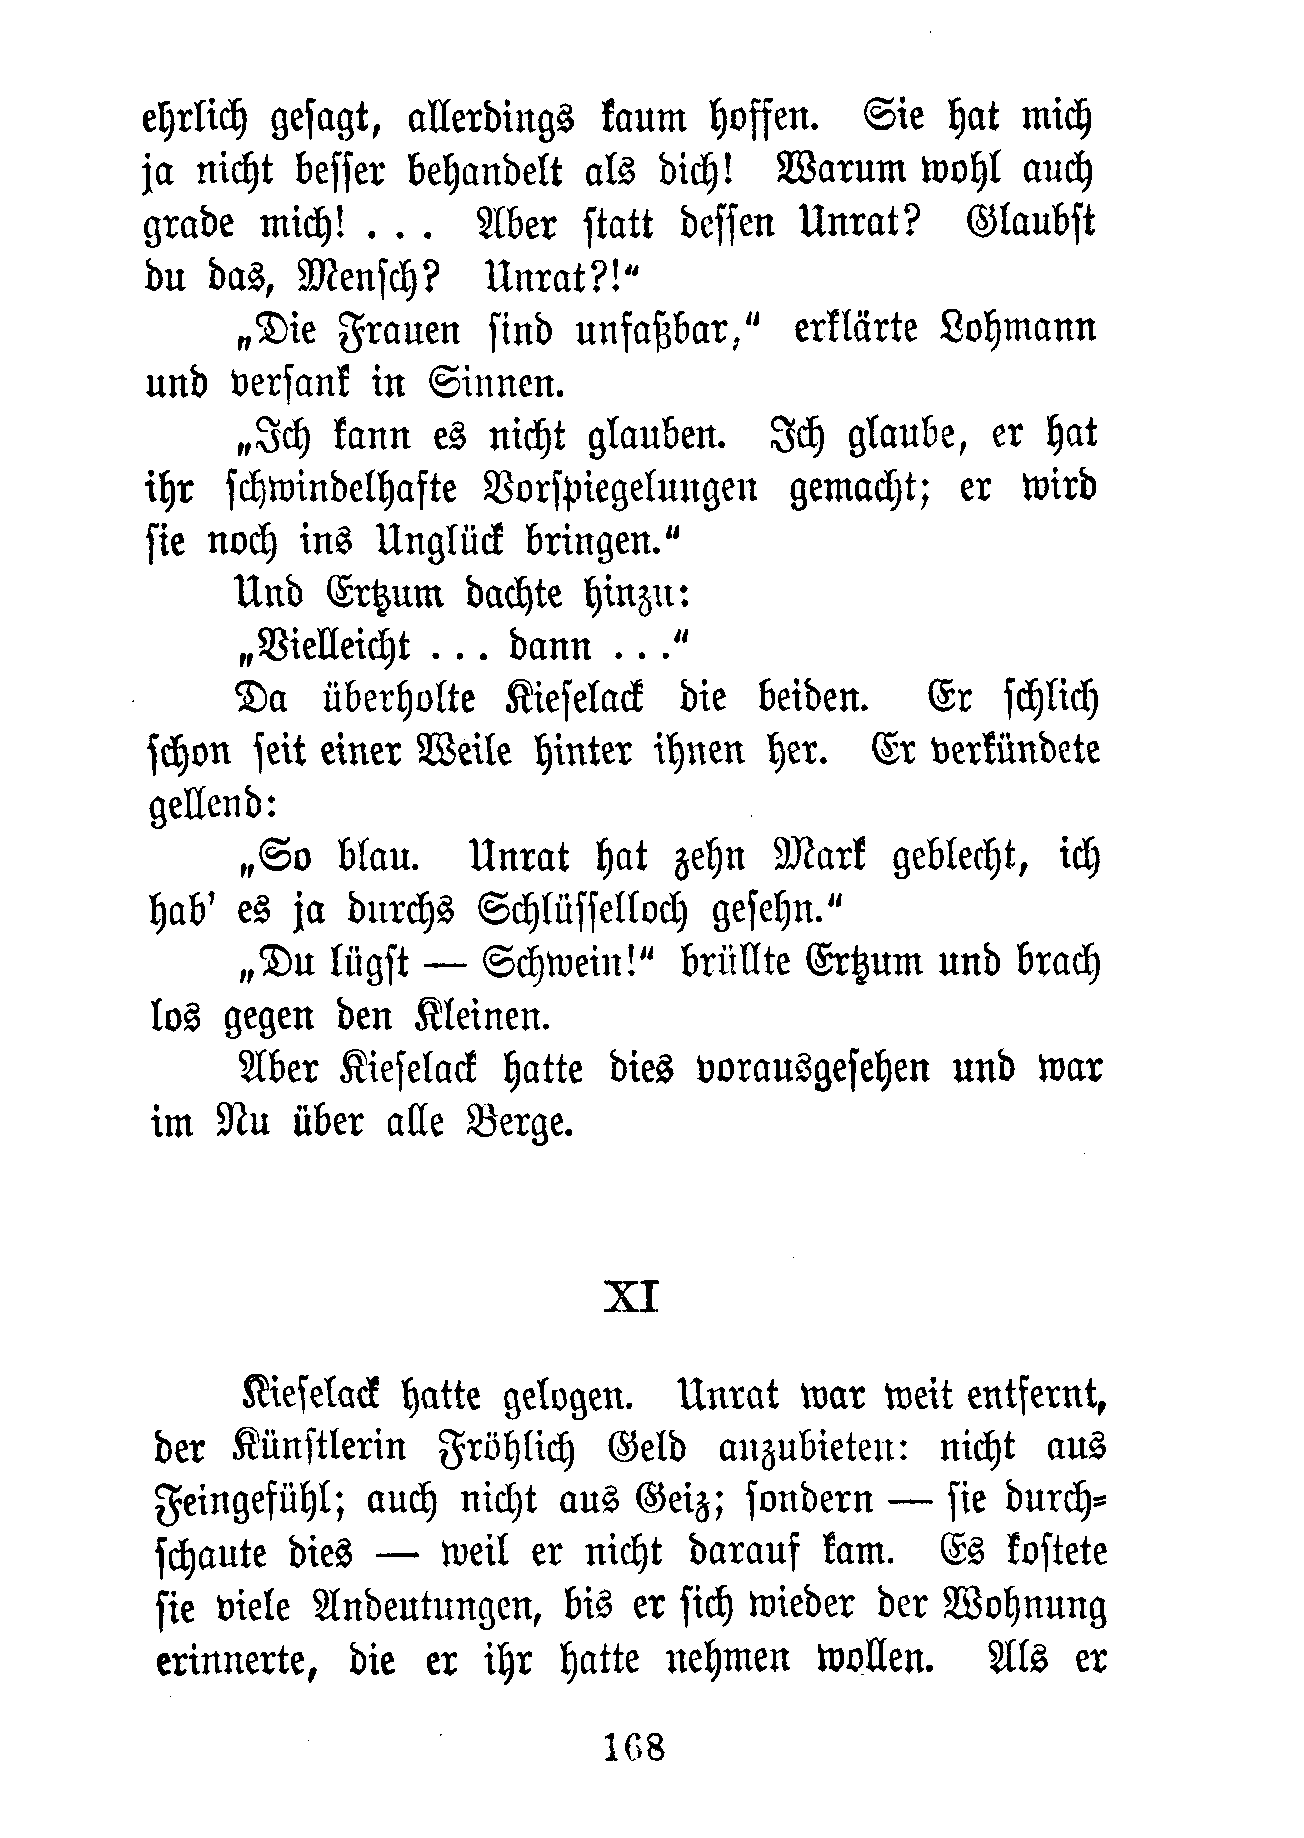 ehrlich gesagt, allerdings kaum hoffen. Sie hat mich
ja nicht besser behandelt als dich! Warum wohl auch
grade mich! . . . Aber statt dessen Unrat? Glaubst
du das, Mensch? Unrat?!“
„Die Frauen sind unfaßbar,“ erklärte Lohmann
und versank in Sinnen.
„Ich kann es nicht glauben. Ich glaube, er hat
ihr schwindelhafte Vorspiegelungen gemacht; er wird
sie noch ins Unglück bringen.“
Und Ertzum dachte hinzu:
„Vielleicht . . . dann . . .“
Da überholte Kieselack die beiden. Er schlich
schon seit einer Weile hinter ihnen her. Er verkündete
gellend:
„So blau. Unrat hat zehn Mark geblecht, ich
hab' es ja durchs Schlüsselloch gesehn.“
„Du lügst — Schwein!“ brüllte Ertzum und brach
los gegen den Kleinen.
Aber Kieselack hatte dies vorausgesehen und war
im Nu über alle Berge.
XI
Kieselack hatte gelogen. Unrat war weit entfernt,
der Künstlerin Fröhlich Geld anzubieten: nicht aus
Feingefühl; auch nicht aus Geiz; sondern — sie durch-
schaute dies — weil er nicht darauf kam. Es kostete
sie viele Andeutungen, bis er sich wieder der Wohnung
erinnerte, die er ihr hatte nehmen wollen. Als er
168